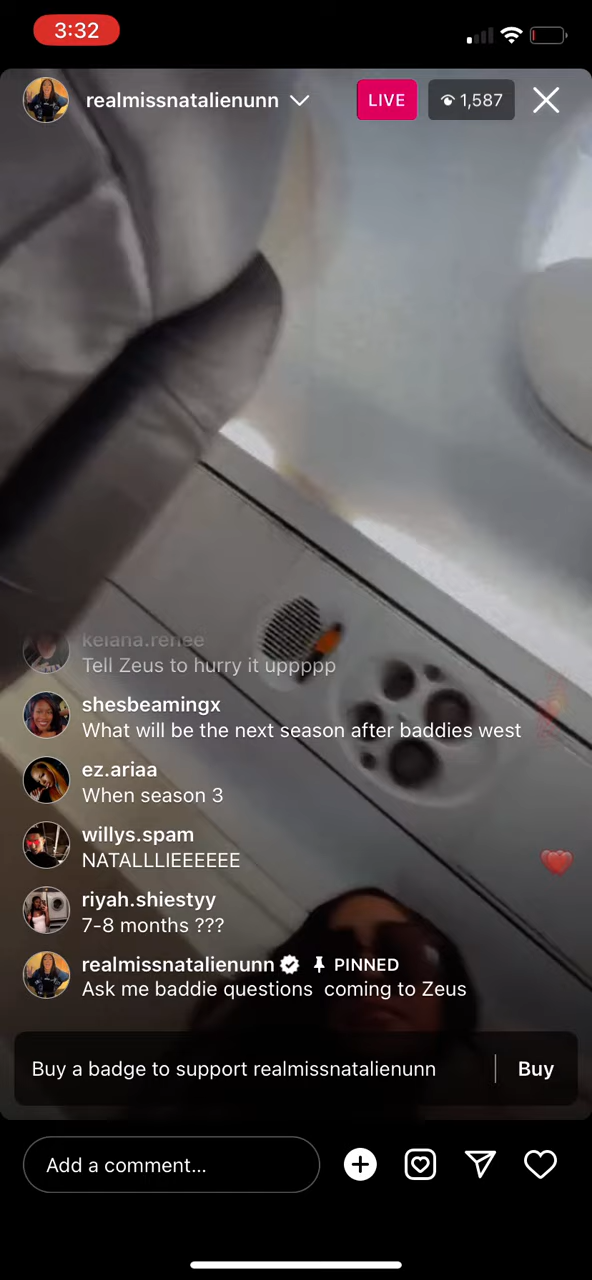 3:32
realmissnatalienunn
LIVE
1,587
keiana.renee
Tell Zeus to hurry it uppppp
shesbeamingx
What will be the next season after baddies west
ez.ariaa
When season 3
willys.spam
NATALLLIEEEEEE
riyah.shiestyy
7-8 months ???
realmissnatalienunn PINNED
Ask me baddie questions coming to Zeus
Buy a badge to support realmissnatalienunn
Buy
Add a comment...